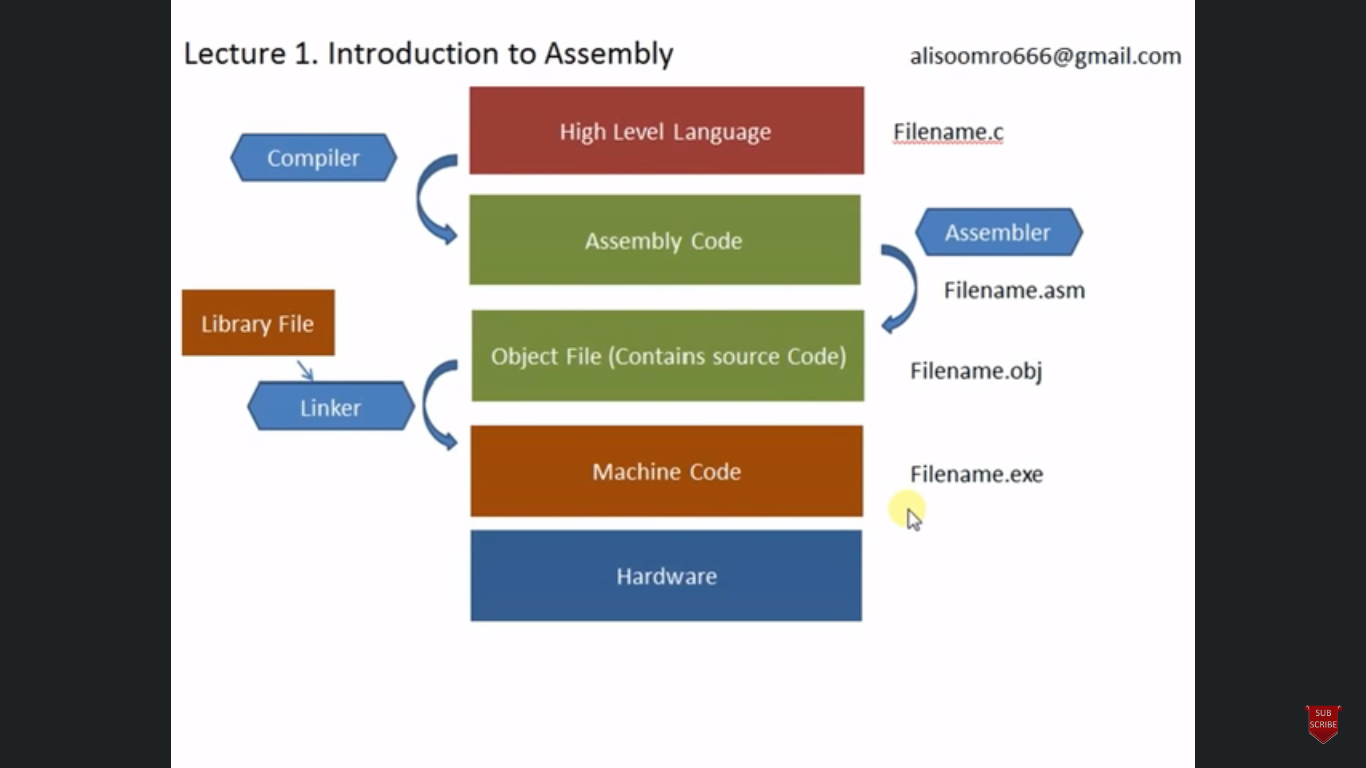 Lecture 1. Introduction to Assembly
alisoomro666@gmail.com
High Level Language
Filename.c
Compiler
Assembly Code
Assembler
Filename.asm
Library File
Object File (Contains source Code)
Filename.obj
Linker
Machine Code
Filename.exe
Hardware
SUB
SCRIBE